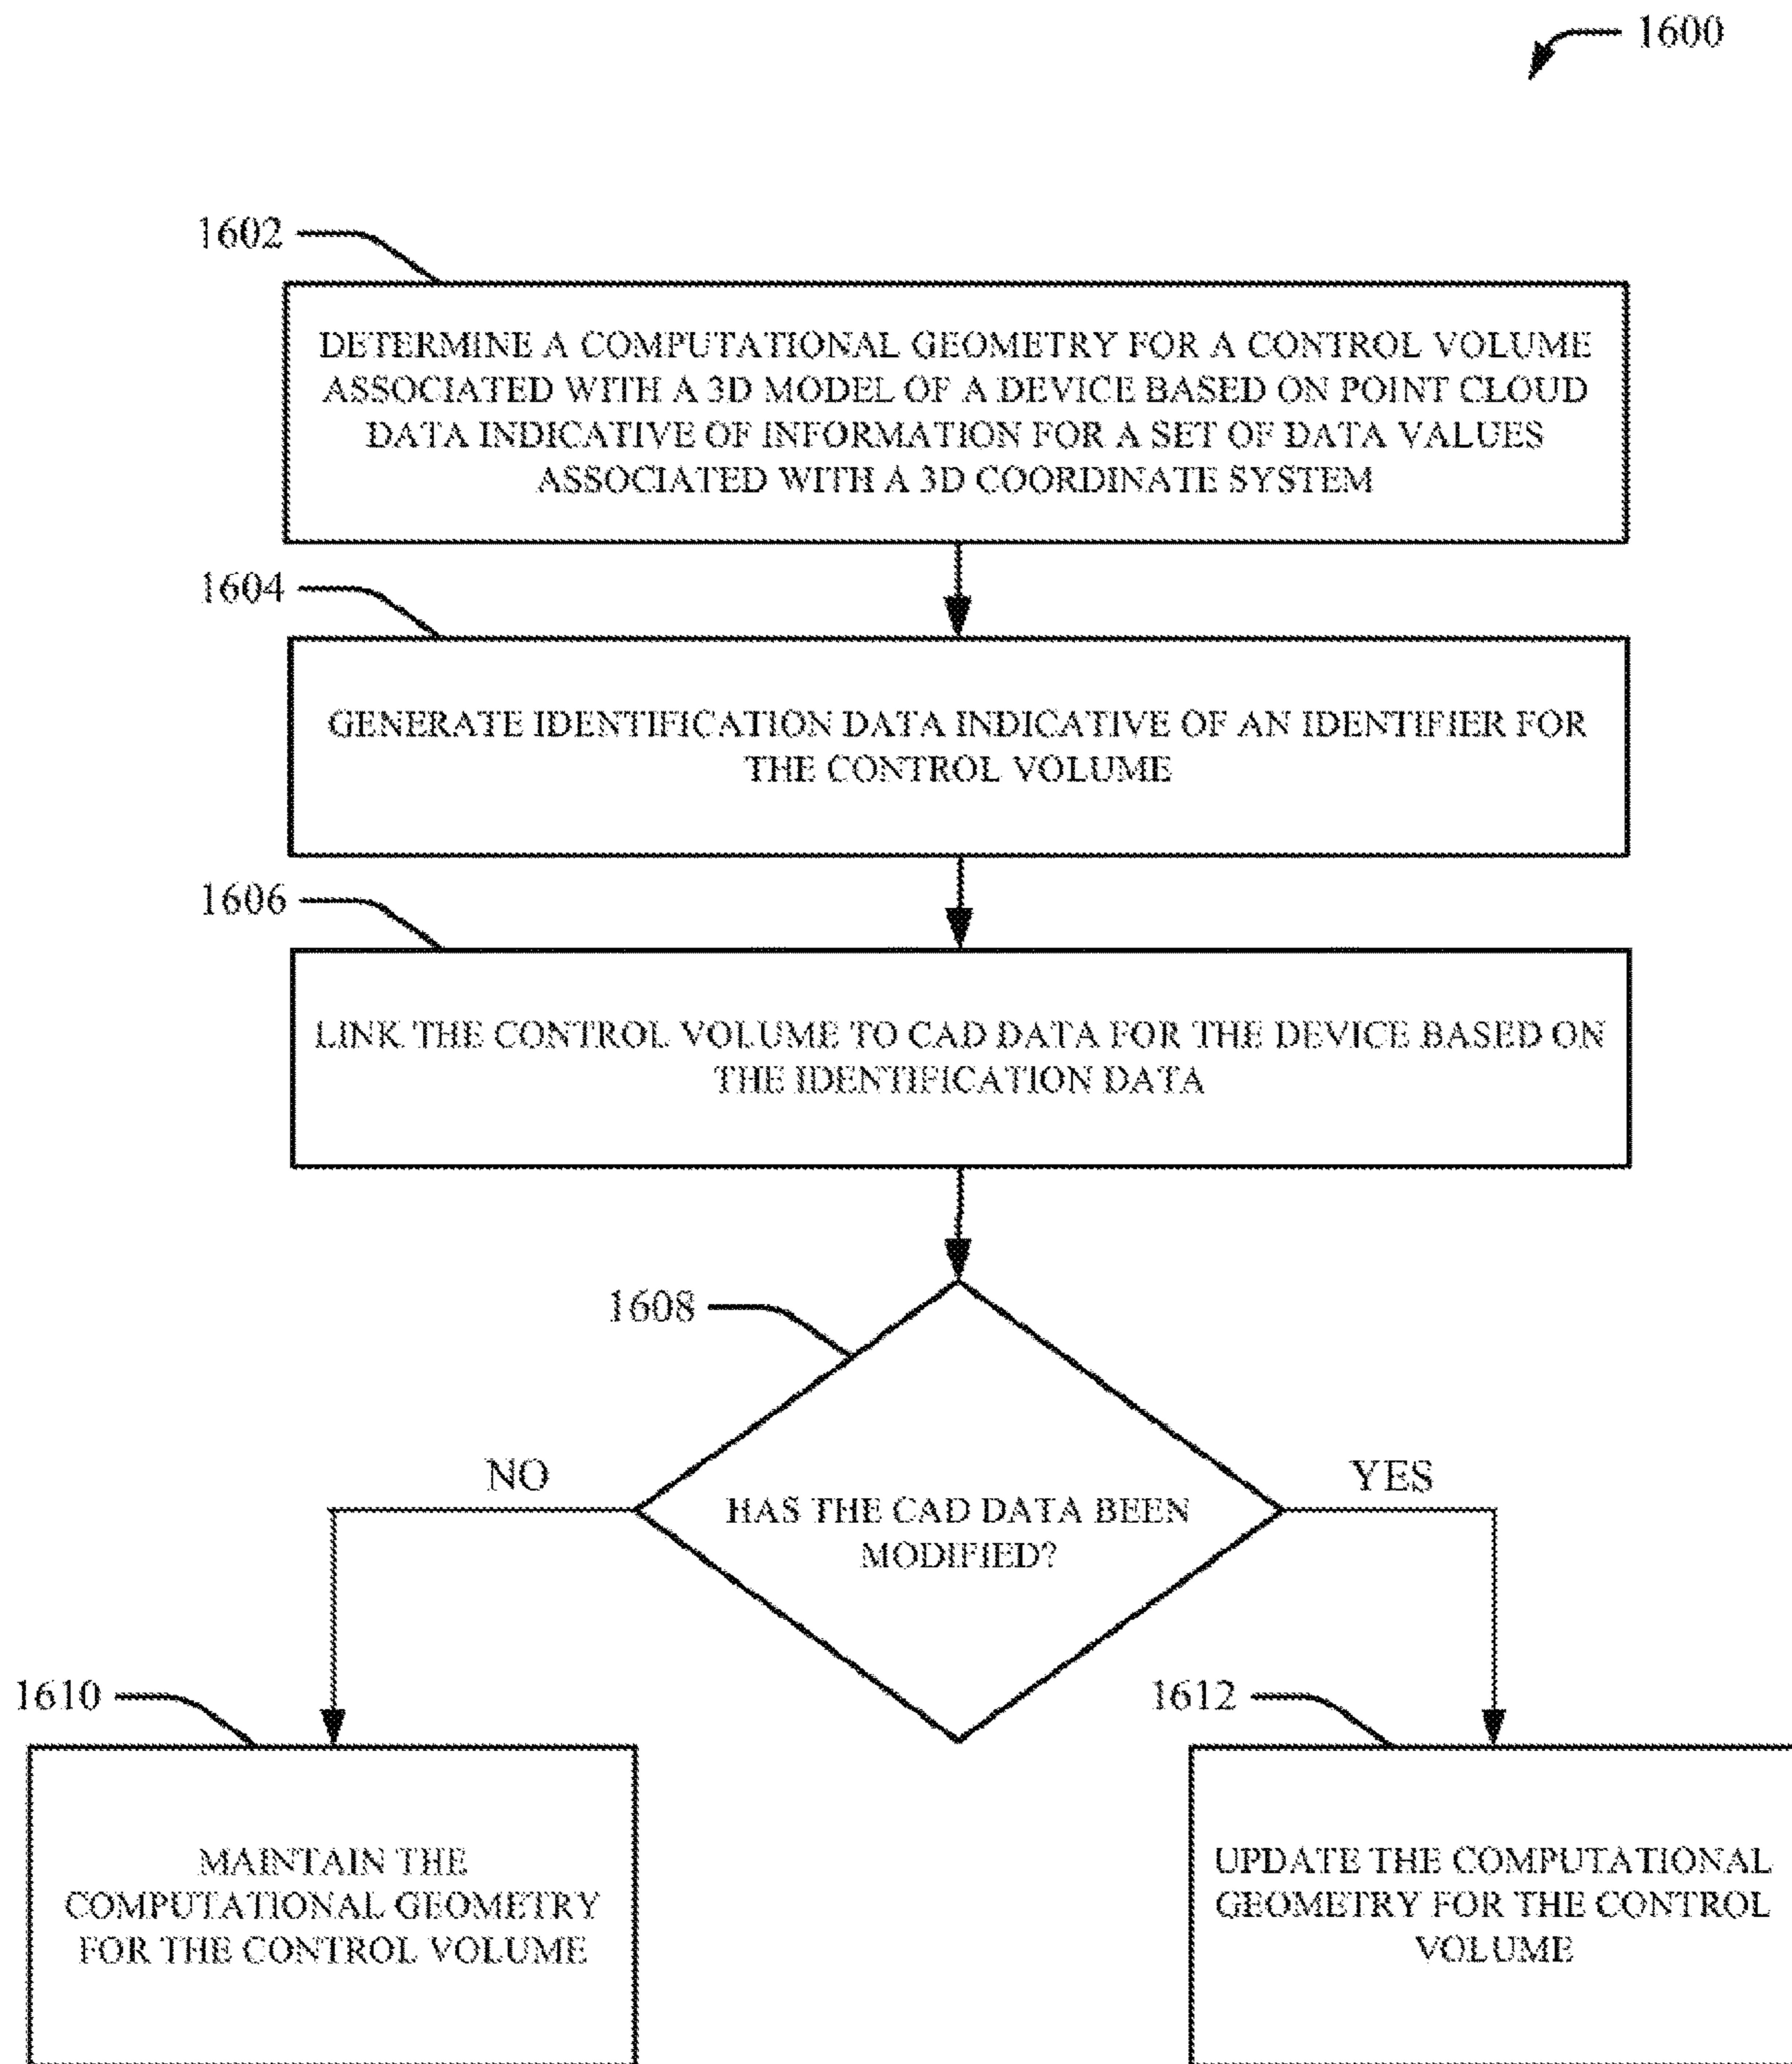 1600
1602
DETERMINE A COMPUTATIONAL GEOMETRY FOR A CONTROL VOLUME
ASSOCIATED WITH A 3D MODEL OF A DEVICE BASED ON POINT CLOUD
DATA INDICATIVE OF INFORMATION FOR A SET OF DATA VALUES
ASSOCIATED WITH A 3D COORDINATE SYSTEM
1604
GENERATE IDENTIFICATION DATA INDICATIVE OF AN IDENTIFIER FOR
THE CONTROL VOLUME
1606
LINK THE CONTROL VOLUME TO CAD DATA FOR THE DEVICE BASED ON
THE IDENTIFICATION DATA
1608
HAS THE CAD DATA BEEN
MODIFIED?
NO
YES
1610
MAINTAIN THE
COMPUTATIONAL GEOMETRY
FOR THE CONTROL VOLUME
1612
UPDATE THE COMPUTATIONAL
GEOMETRY FOR THE CONTROL
VOLUME